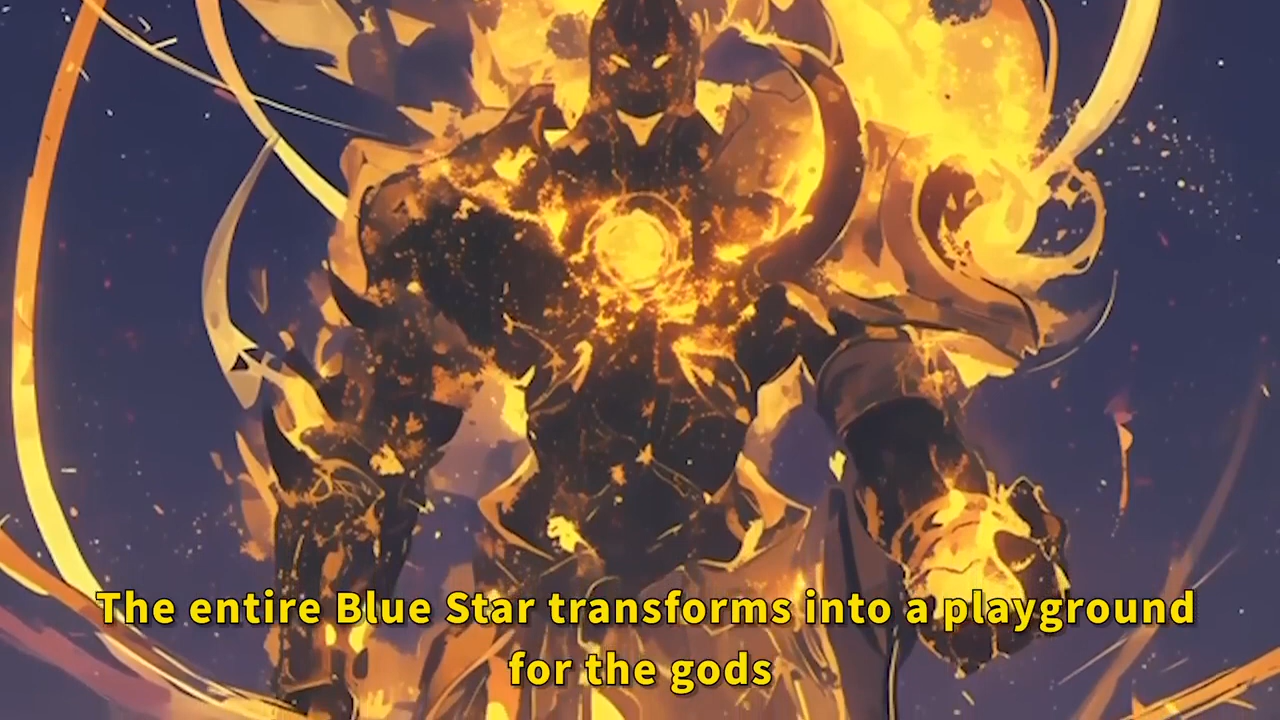 The entire Blue Star transforms into a playground
for the gods